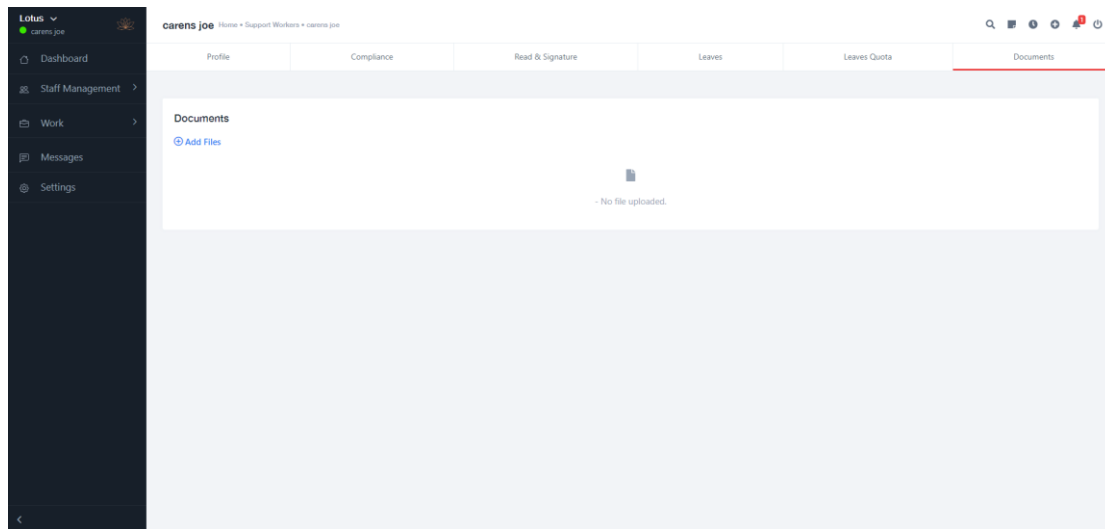 Lotus
carens joe
Dashboard
Staff Management
Work
Messages
Settings
carens joe Home • Support Workers • carens joe
1
Profile Compliance Read & Signature Leaves Leaves Quota Documents
Documents
Add Files
- No file uploaded.